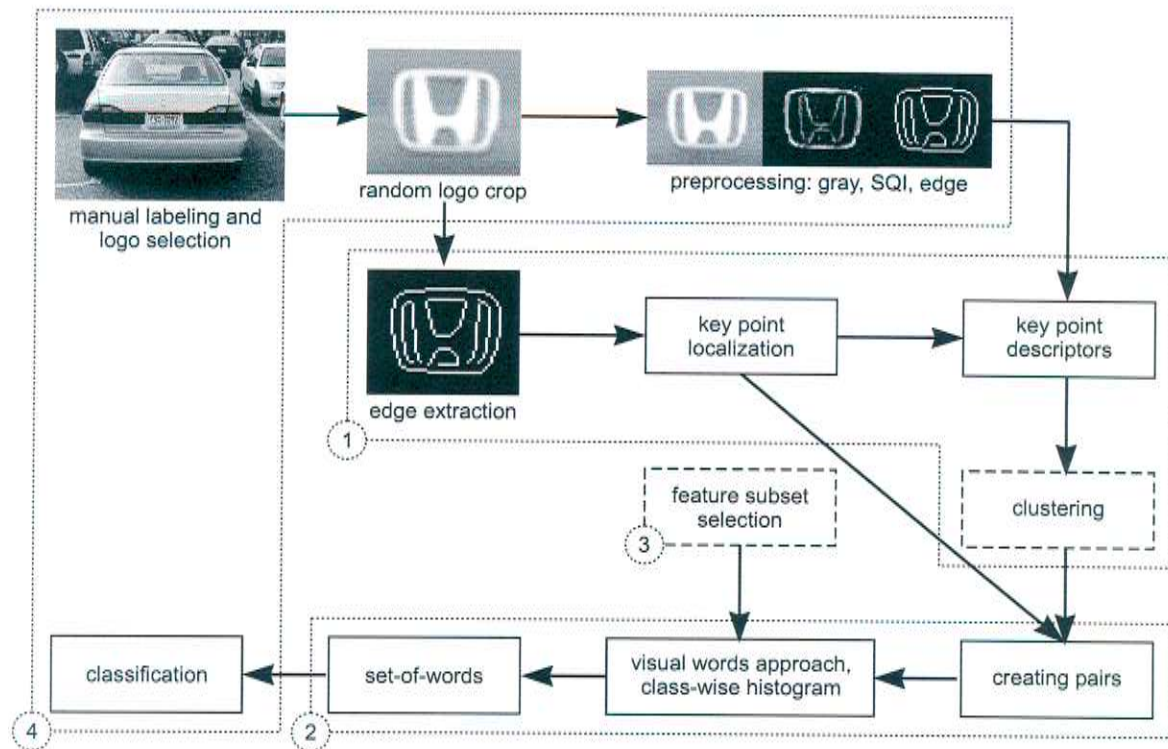 manual labeling and
logo selection
random logo crop
preprocessing: gray, SQI, edge
edge extraction
key point
localization
key point
descriptors
1
feature subset
selection
3
clustering
classification
set-of-words
visual words approach,
class-wise histogram
creating pairs
4
2